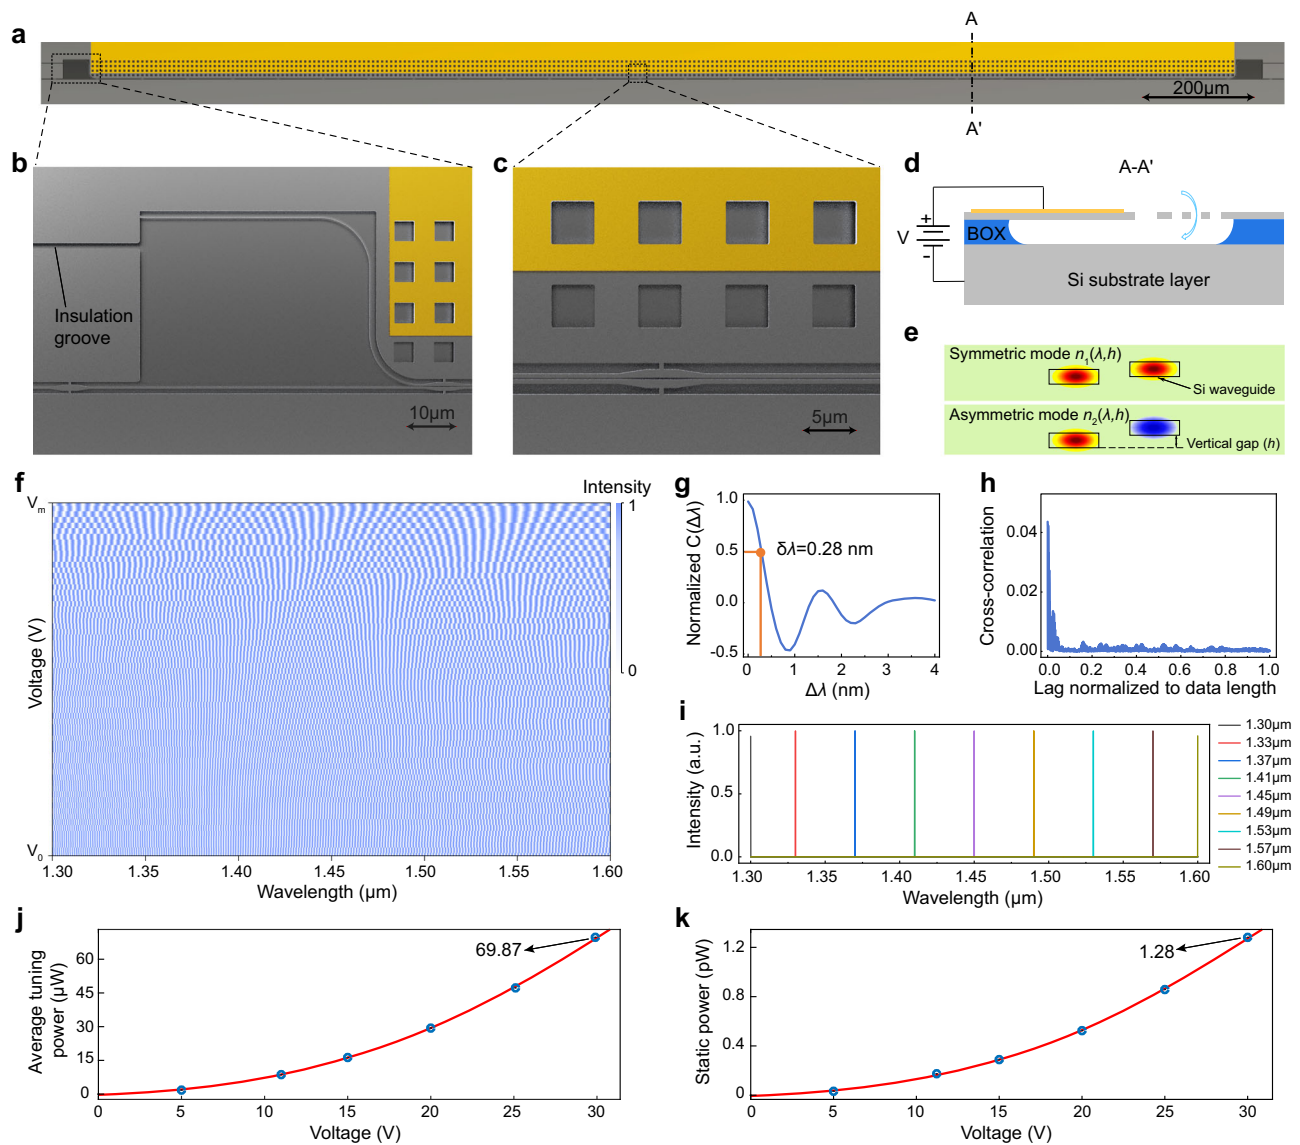 a
A
200µm
A'
b
Insulation
groove
10µm
c
5µm
d
A-A'
+
V
-
BOX
Si substrate layer
e
Symmetric mode n₁(λ,h)
Si waveguide
Asymmetric mode n₂(λ,h)
Vertical gap (h)
f
Intensity
1
0
Vₘ
Voltage (V)
V₀
1.30 1.35 1.40 1.45 1.50 1.55 1.60
Wavelength (µm)
g
Normalized C(Δλ)
1.0
0.5
0.0
-0.5
δλ=0.28 nm
0 1 2 3 4
Δλ (nm)
h
Cross-correlation
0.04
0.02
0.00
0.0 0.2 0.4 0.6 0.8 1.0
Lag normalized to data length
i
Intensity (a.u.)
1.0
0.5
0.0
1.30 1.35 1.40 1.45 1.50 1.55 1.60
Wavelength (µm)
1.30µm
1.33µm
1.37µm
1.41µm
1.45µm
1.49µm
1.53µm
1.57µm
1.60µm
j
Average tuning
power (µW)
60
45
30
15
0
69.87
0 5 10 15 20 25 30
Voltage (V)
k
Static power (pW)
1.2
0.8
0.4
0
1.28
0 5 10 15 20 25 30
Voltage (V)